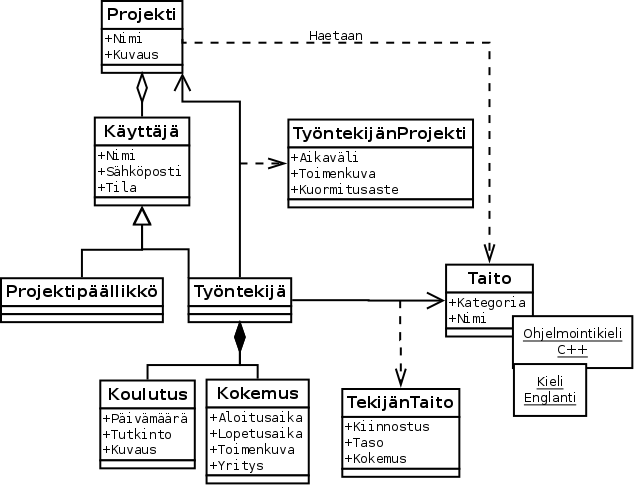 Projekti
+Nimi
+Kuvaus
Haetaan
Käyttäjä
+Nimi
+Sähköposti
+Tila
TyöntekijänProjekti
+Aikaväli
+Toimenkuva
+Kuormitusaste
Projektipäällikkö
Työntekijä
Taito
+Kategoria
+Nimi
Ohjelmointikieli
C++
Kieli
Englanti
Koulutus
+Päivämäärä
+Tutkinto
+Kuvaus
Kokemus
+Aloitusaika
+Lopetusaika
+Toimenkuva
+Yritys
TekijänTaito
+Kiinnostus
+Taso
+Kokemus